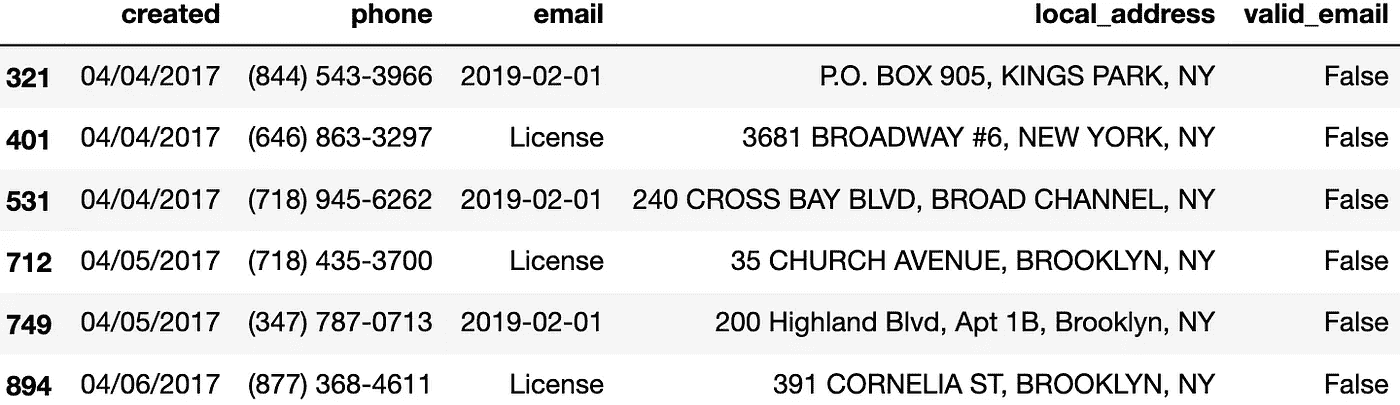 created phone email local_address valid_email
321 04/04/2017 (844) 543-3966 2019-02-01 P.O. BOX 905, KINGS PARK, NY False
401 04/04/2017 (646) 863-3297 License 3681 BROADWAY #6, NEW YORK, NY False
531 04/04/2017 (718) 945-6262 2019-02-01 240 CROSS BAY BLVD, BROAD CHANNEL, NY False
712 04/05/2017 (718) 435-3700 License 35 CHURCH AVENUE, BROOKLYN, NY False
749 04/05/2017 (347) 787-0713 2019-02-01 200 Highland Blvd, Apt 1B, Brooklyn, NY False
894 04/06/2017 (877) 368-4611 License 391 CORNELIA ST, BROOKLYN, NY False